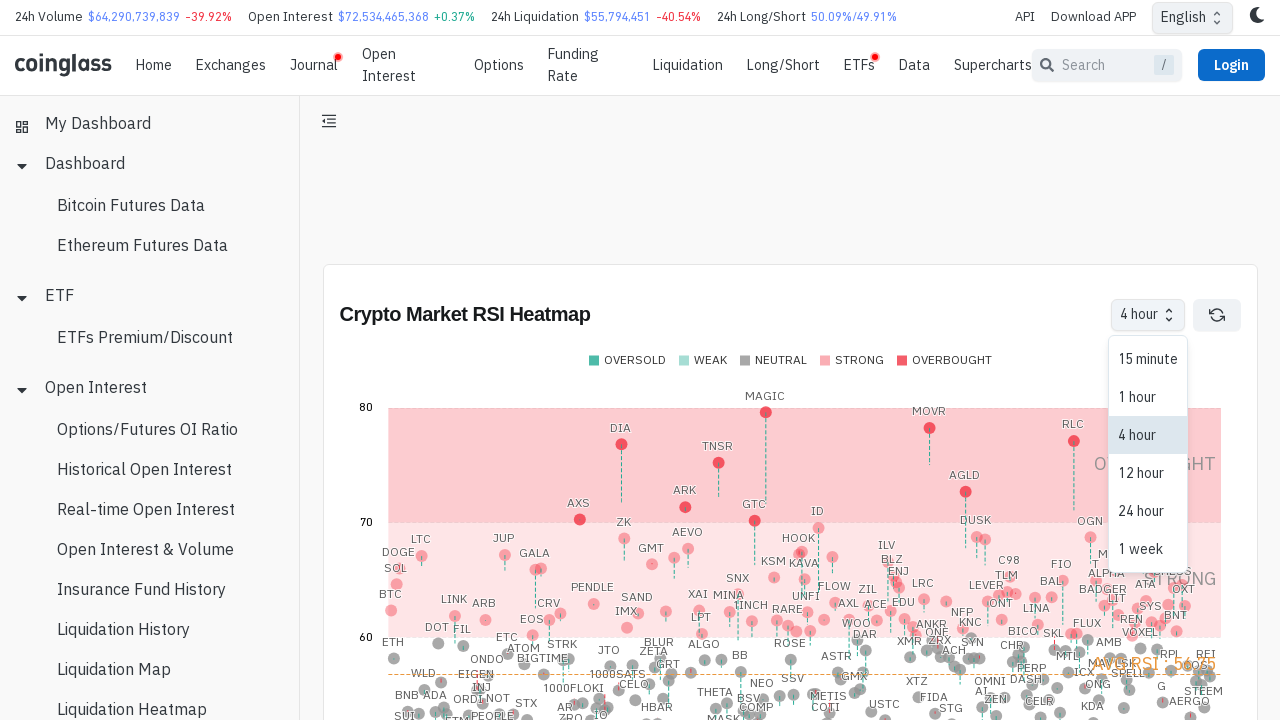 24h Volume $64,290,739,839 -39.92% Open Interest $72,534,465,368 +0.37% 24h Liquidation $55,794,451 -40.54% 24h Long/Short 50.09%/49.91% API Download APP English
coinglass Home Exchanges Journal Open Interest Options Funding Rate Liquidation Long/Short ETFs Data Supercharts Search / Login
My Dashboard
Dashboard
Bitcoin Futures Data
Ethereum Futures Data
ETF
ETFs Premium/Discount
Open Interest
Options/Futures OI Ratio
Historical Open Interest
Real-time Open Interest
Open Interest & Volume
Insurance Fund History
Liquidation History
Liquidation Map
Liquidation Heatmap
Crypto Market RSI Heatmap
4 hour
15 minute
1 hour
4 hour
12 hour
24 hour
1 week
OVERSOLD WEAK NEUTRAL STRONG OVERBOUGHT
80
MAGIC
MOVR
RLC
DIA
TNSR
AGLD
ARK
AXS
GTC
ID
70
ZK
DUSK
OGN
AEVO
LTC
JUP
HOOK
GMT
ILV
DOGE
GALA
BLZ
C98
KSM
KAVA
FIO
SOL
ENJ
TLM
ALPHA
STRONG
SNX
LRC
LEVER
BAL
ATA
PENDLE
FLOW
BADGER
OXT
BTC
LINK
ARB
CRV
SAND
XAI
MINA
UNFI
AXL
ACE
EDU
ONT
LIT
IMX
1INCH
RARE
NFP
LINA
SYS
EOS
LPT
WOO
ANKR
KNC
FLUX
REN
BNT
DOT
FIL
ONE
BICO
SKL
VOXEL
60
ETH
ETC
STRK
BLUR
ALGO
ROSE
DAR
XMR
ZRX
SYN
CHR
AMB
ATOM
JTO
ZETA
ACH
ONDO
BIGTIME
GRT
BB
ASTR
MTL
RPL
PERP
WLD
EIGEN
1000SATS
GMX
DASH
ICX
SPELL
INJ
1000FLOKI
CELO
NEO
SSV
XTZ
OMNI
ONG
G
BNB
ADA
ORDI
NOT
STX
THETA
BSV
METIS
FIDA
ZEN
CELR
STEEM
HBAR
COMP
COTI
USTC
STG
KDA
AERGO
SUI
PEOPLE
ZRO
IO